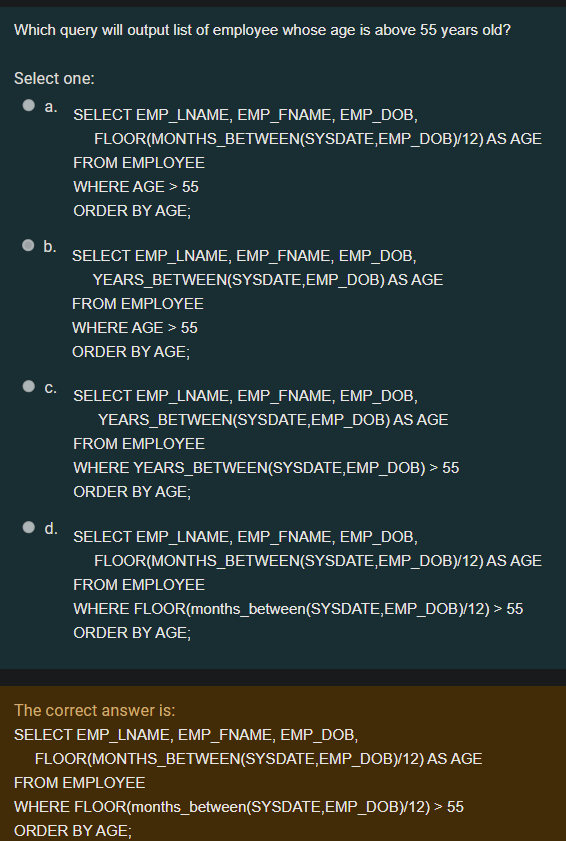 Which query will output list of employee whose age is above 55 years old?
Select one:
a.
SELECT EMP_LNAME, EMP_FNAME, EMP_DOB,
FLOOR(MONTHS_BETWEEN(SYSDATE,EMP_DOB)/12) AS AGE
FROM EMPLOYEE
WHERE AGE > 55
ORDER BY AGE;
b.
SELECT EMP_LNAME, EMP_FNAME, EMP_DOB,
YEARS_BETWEEN(SYSDATE,EMP_DOB) AS AGE
FROM EMPLOYEE
WHERE AGE > 55
ORDER BY AGE;
c.
SELECT EMP_LNAME, EMP_FNAME, EMP_DOB,
YEARS_BETWEEN(SYSDATE,EMP_DOB) AS AGE
FROM EMPLOYEE
WHERE YEARS_BETWEEN(SYSDATE,EMP_DOB) > 55
ORDER BY AGE;
d.
SELECT EMP_LNAME, EMP_FNAME, EMP_DOB,
FLOOR(MONTHS_BETWEEN(SYSDATE,EMP_DOB)/12) AS AGE
FROM EMPLOYEE
WHERE FLOOR(months_between(SYSDATE,EMP_DOB)/12) > 55
ORDER BY AGE;
The correct answer is:
SELECT EMP_LNAME, EMP_FNAME, EMP_DOB,
FLOOR(MONTHS_BETWEEN(SYSDATE,EMP_DOB)/12) AS AGE
FROM EMPLOYEE
WHERE FLOOR(months_between(SYSDATE,EMP_DOB)/12) > 55
ORDER BY AGE;